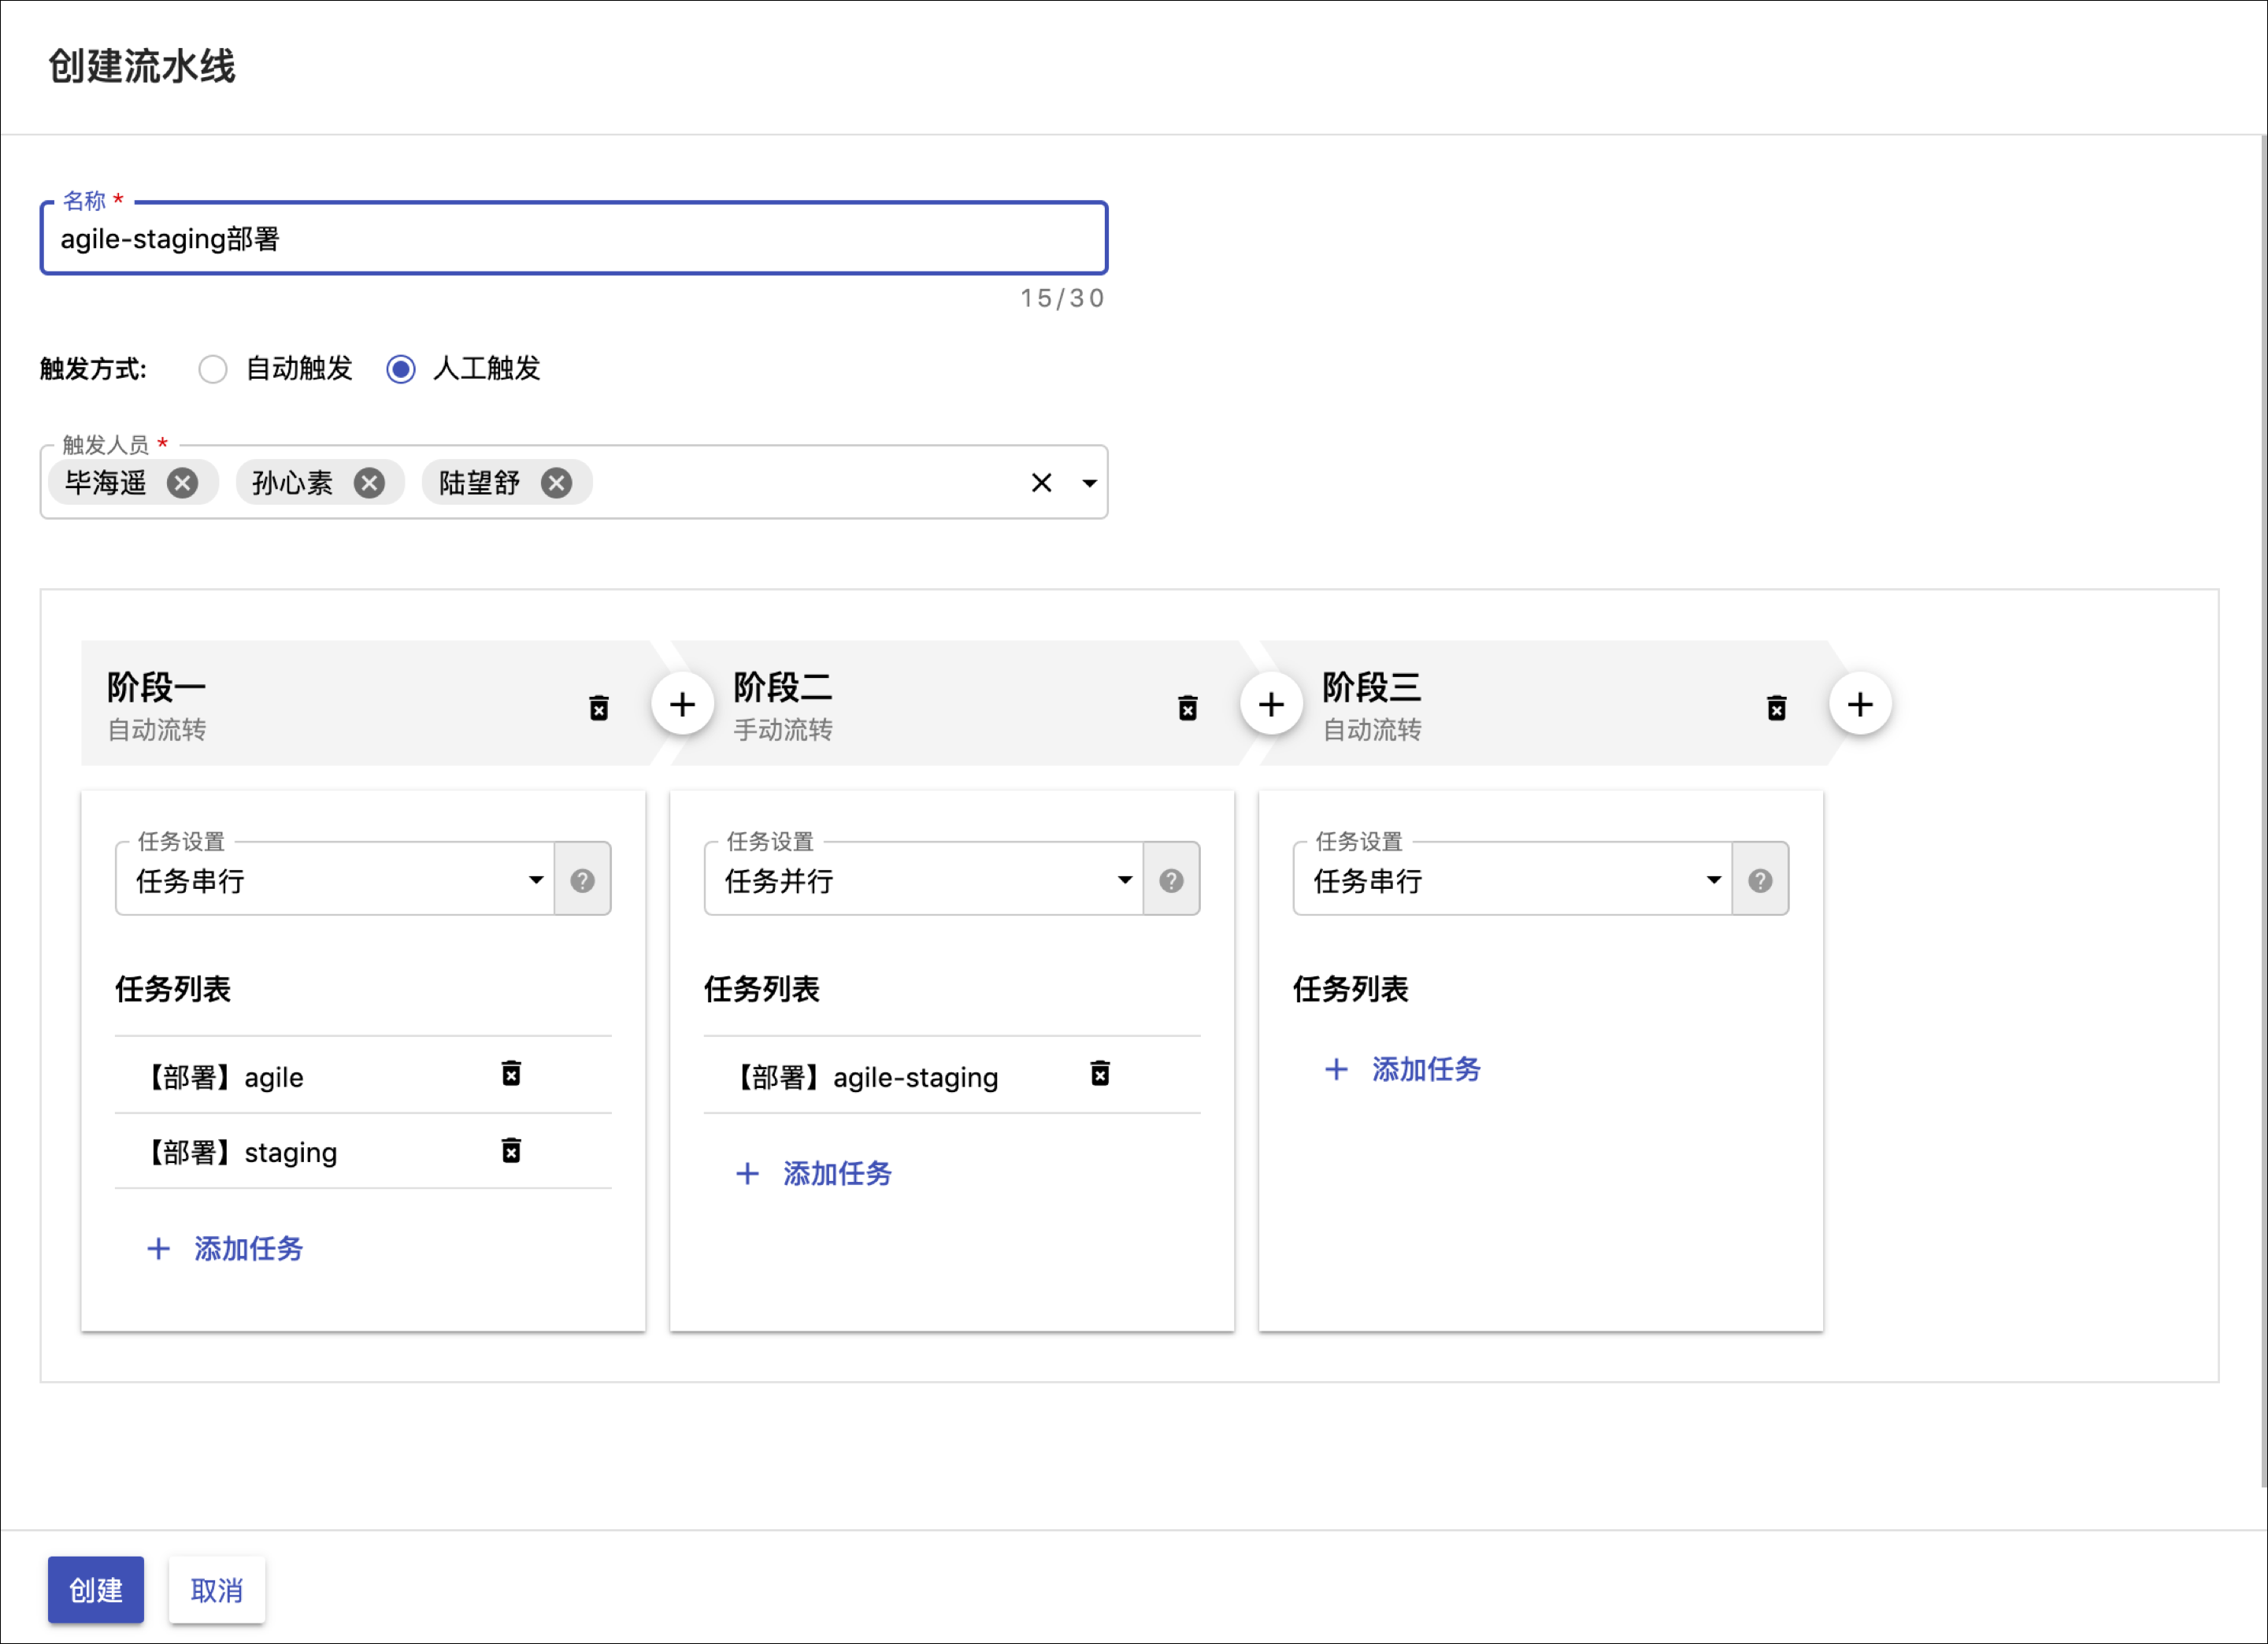 创建流水线
名称 *
agile-staging部署
15/30
触发方式: 自动触发 人工触发
触发人员 *
毕海遥 孙心素 陆望舒
阶段一
自动流转
阶段二
手动流转
阶段三
自动流转
任务设置
任务串行
任务列表
【部署】agile
【部署】staging
添加任务
任务设置
任务并行
任务列表
【部署】agile-staging
添加任务
任务设置
任务串行
任务列表
添加任务
创建 取消